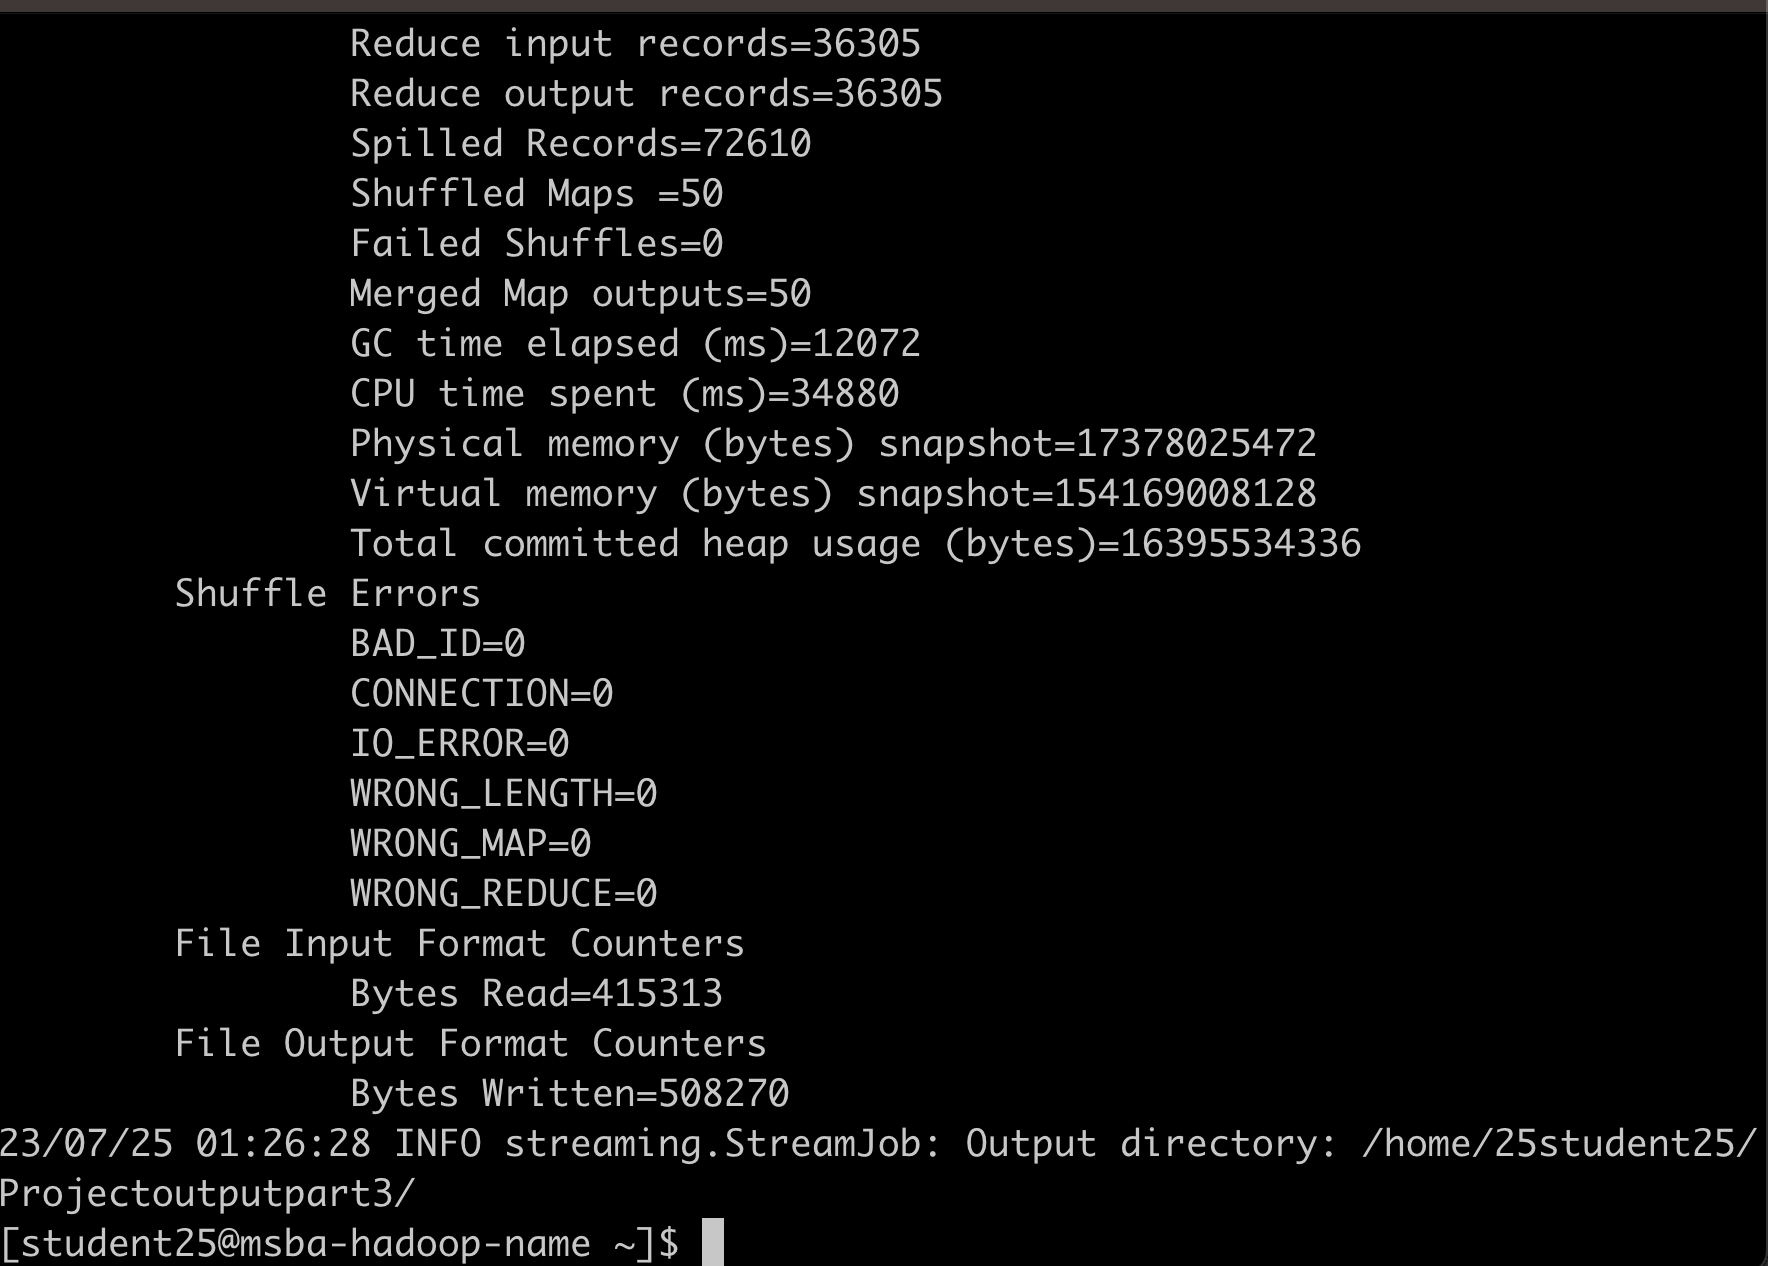 Reduce input records=36305
Reduce output records=36305
Spilled Records=72610
Shuffled Maps =50
Failed Shuffles=0
Merged Map outputs=50
GC time elapsed (ms)=12072
CPU time spent (ms)=34880
Physical memory (bytes) snapshot=17378025472
Virtual memory (bytes) snapshot=154169008128
Total committed heap usage (bytes)=16395534336
Shuffle Errors
BAD_ID=0
CONNECTION=0
IO_ERROR=0
WRONG_LENGTH=0
WRONG_MAP=0
WRONG_REDUCE=0
File Input Format Counters
Bytes Read=415313
File Output Format Counters
Bytes Written=508270
23/07/25 01:26:28 INFO streaming.StreamJob: Output directory: /home/25student25/
Projectoutputpart3/
[student25@msba-hadoop-name ~]$